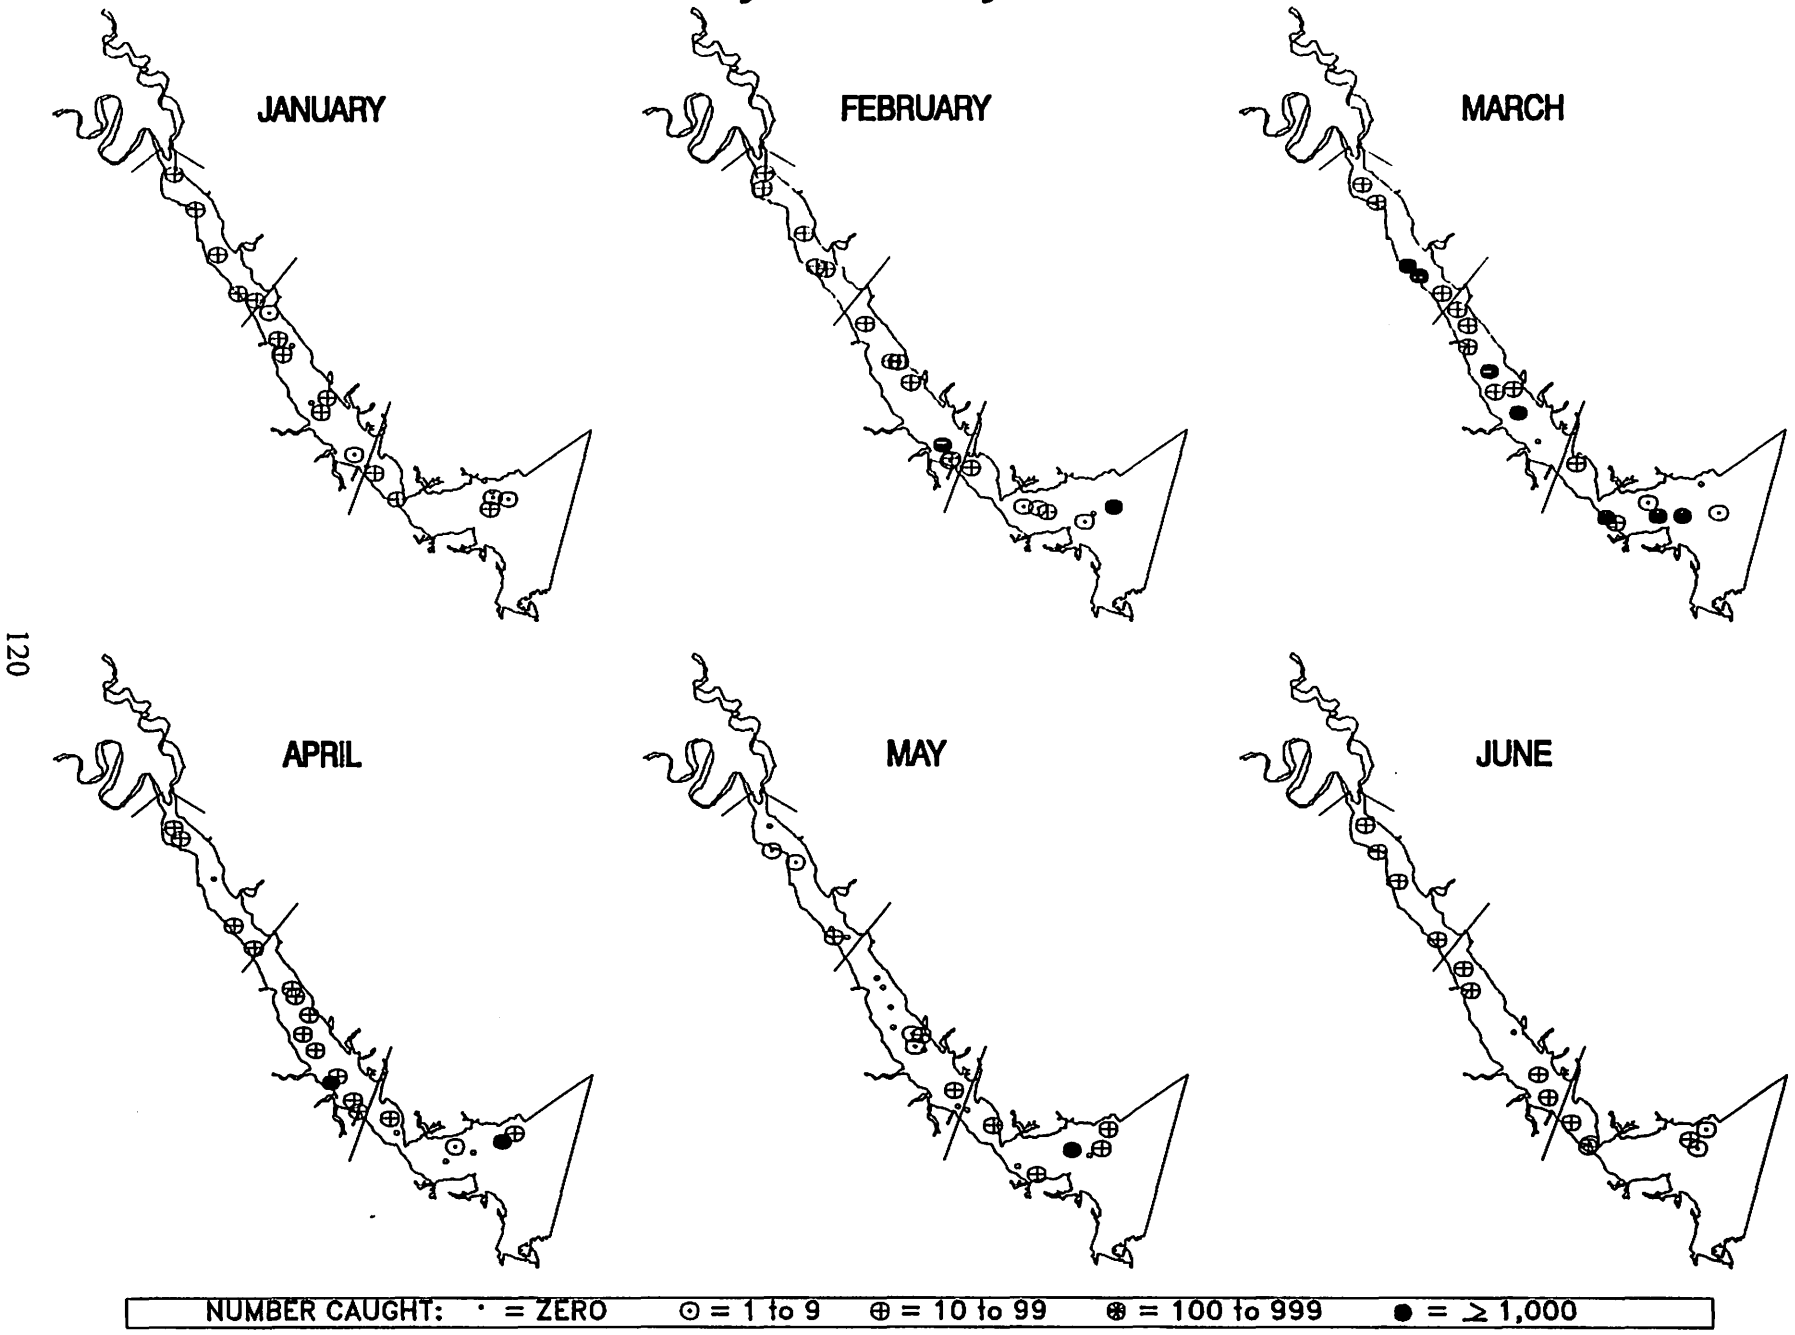 JANUARY
FEBRUARY
MARCH
120
APRIL
MAY
JUNE
NUMBER CAUGHT: · = ZERO ⊙ = 1 to 9 ⊕ = 10 to 99 ⊛ = 100 to 999 ● = ≥ 1,000